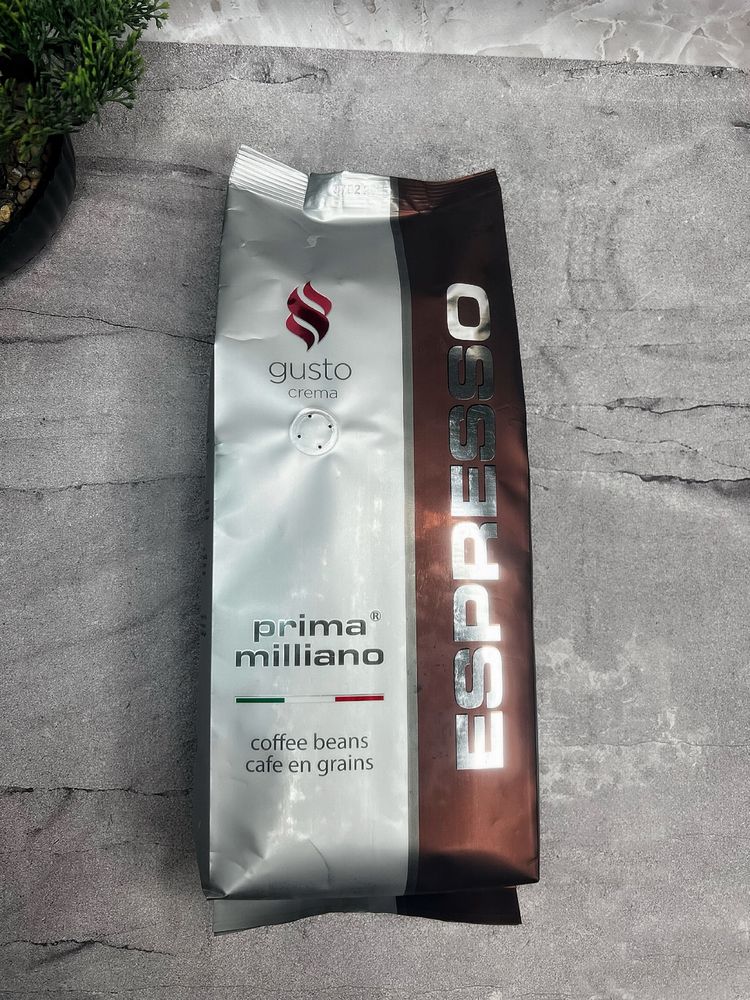 gusto
crema
prima®
milliano
coffee beans
cafe en grains
ESPRESSO